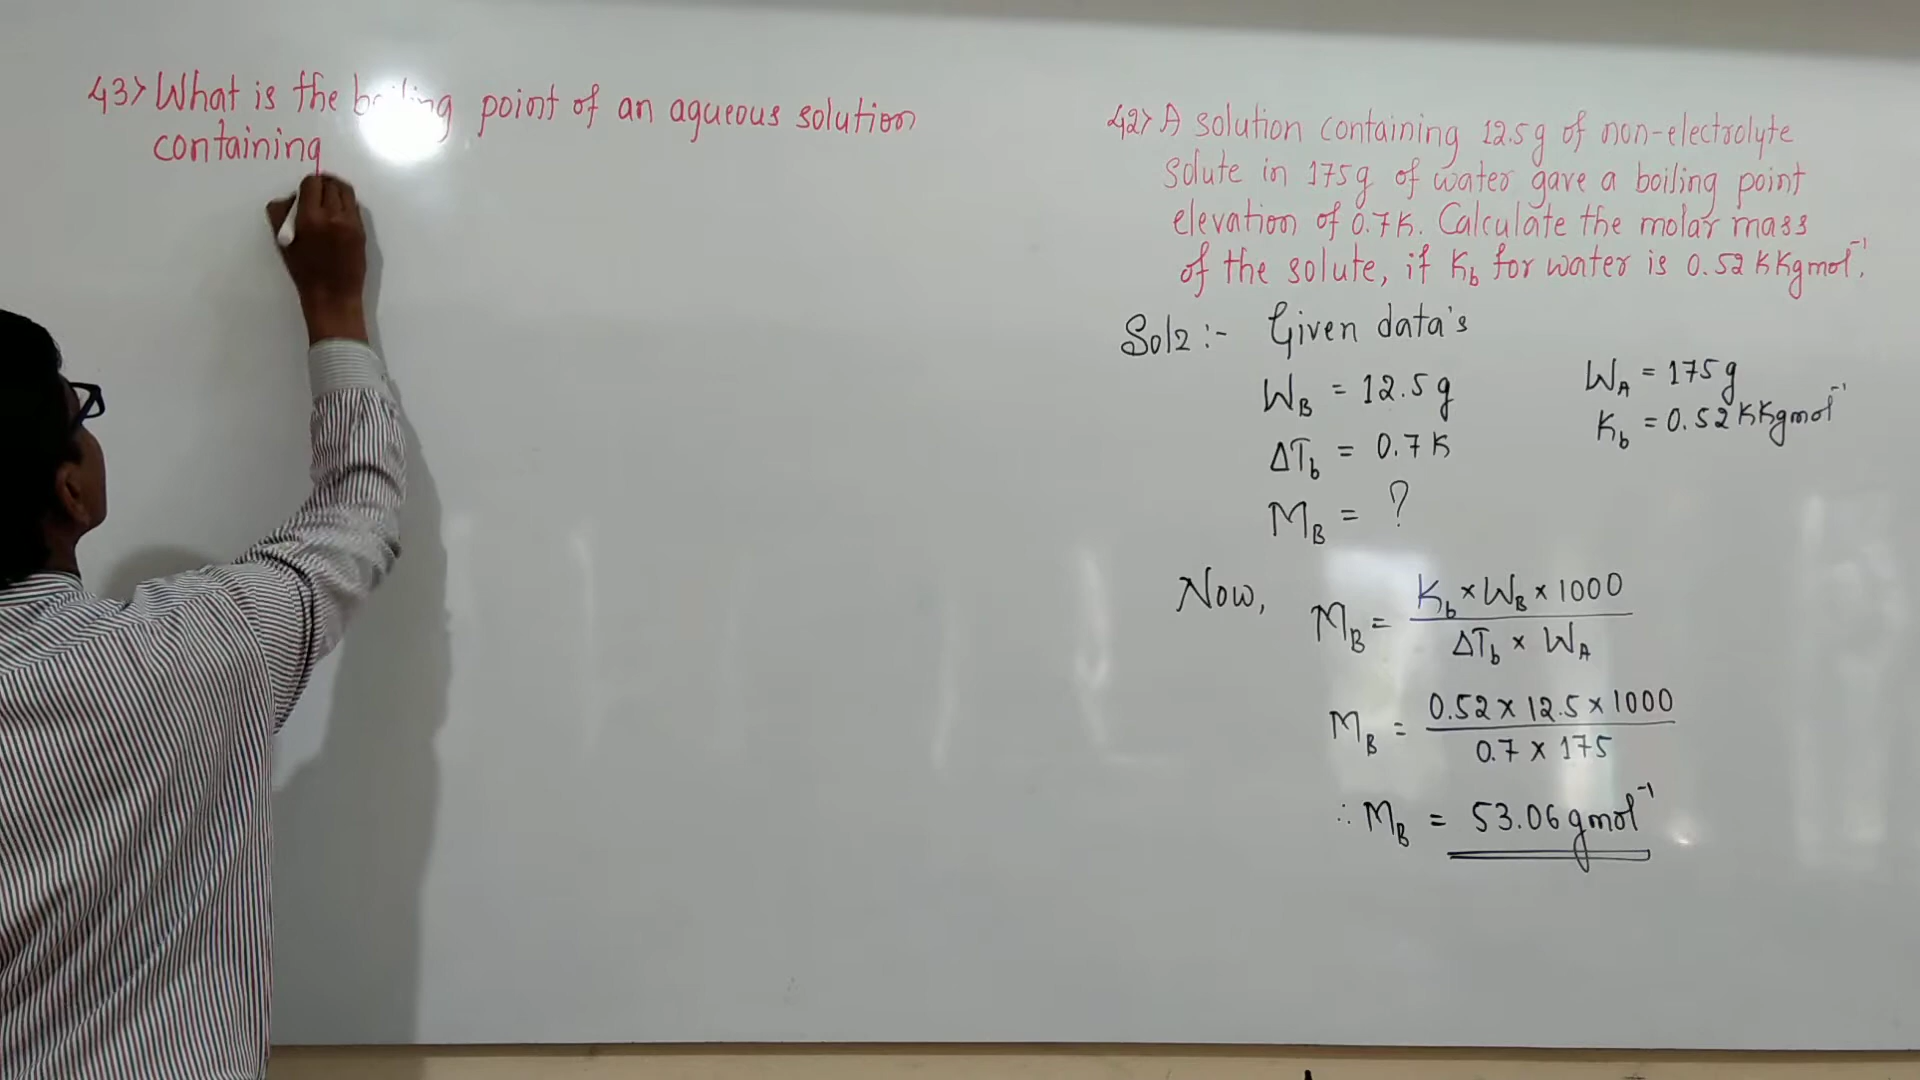 43> What is the boiling point of an aqueous solution
containing
42> A solution containing 12.5g of non-electrolyte
solute in 175g of water gave a boiling point
elevation of 0.7K. Calculate the molar mass
of the solute, if Kb for water is 0.52 KKgmol⁻¹.
Sol2 :- Given data's
WB = 12.5 g WA = 175 g
ΔTb = 0.7 K Kb = 0.52 KKgmol⁻¹
MB = ?
Now, MB = Kb × WB × 1000
ΔTb × WA
MB = 0.52 × 12.5 × 1000
0.7 × 175
∴ MB = 53.06 gmol⁻¹